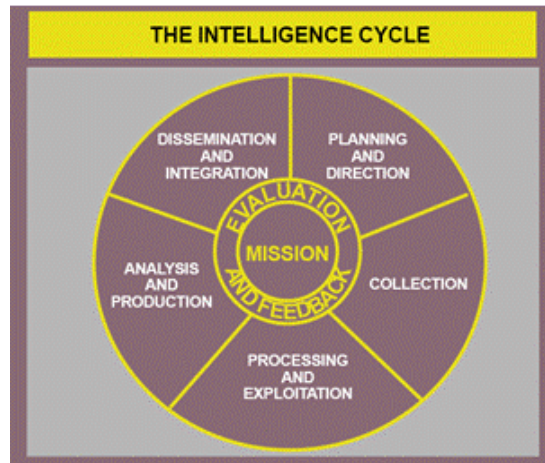 THE INTELLIGENCE CYCLE
DISSEMINATION
AND
INTEGRATION
PLANNING
AND
DIRECTION
EVALUATION
MISSION
AND FEEDBACK
ANALYSIS
AND
PRODUCTION
COLLECTION
PROCESSING
AND
EXPLOITATION